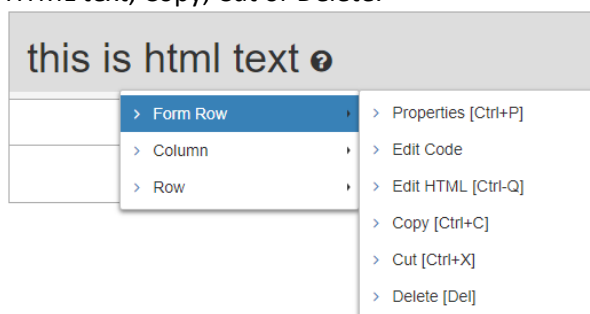 HTML text, Copy, Cut or Delete.
this is html text ?
> Form Row
> Column
> Row
> Properties [Ctrl+P]
> Edit Code
> Edit HTML [Ctrl-Q]
> Copy [Ctrl+C]
> Cut [Ctrl+X]
> Delete [Del]